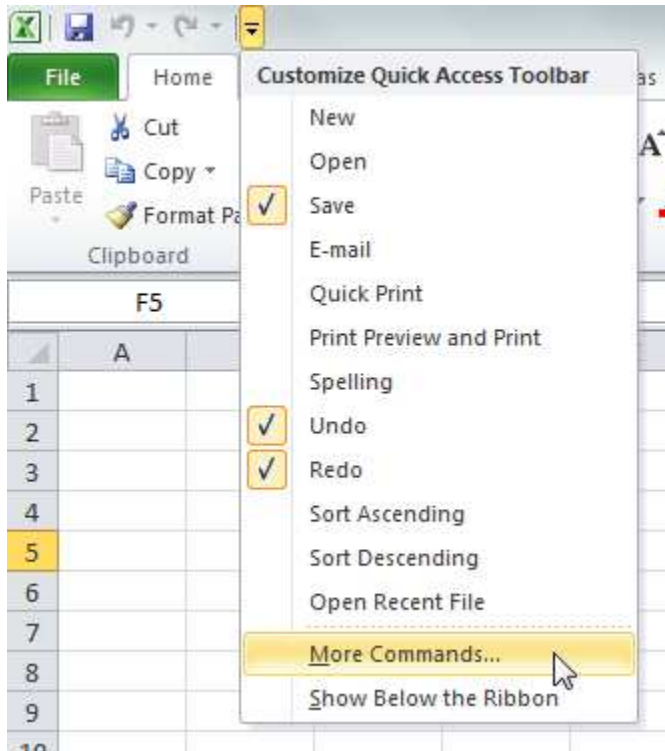 File Home Customize Quick Access Toolbar as
New
Cut
Open
Copy
Paste
Save
Format Pa
E-mail
Clipboard
Quick Print
F5
Print Preview and Print
A
Spelling
1
Undo
2
Redo
3
Sort Ascending
4
Sort Descending
5
Open Recent File
6
7
More Commands...
8
Show Below the Ribbon
9
10